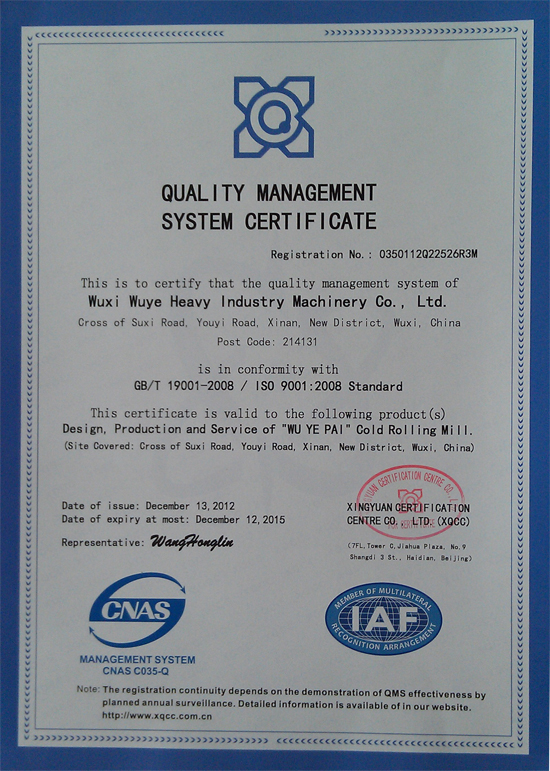 QUALITY MANAGEMENT
SYSTEM CERTIFICATE
Registration No.: 0350112Q22526R3M
This is to certify that the quality management system of
Wuxi Wuye Heavy Industry Machinery Co., Ltd.
Cross of Suxi Road, Youyi Road, Xinan, New District, Wuxi, China
Post Code: 214131
is in conformity with
GB/T 19001-2008 / ISO 9001:2008 Standard
This certificate is valid to the following product(s)
Design, Production and Service of "WU YE PAI" Cold Rolling Mill.
(Site Covered: Cross of Suxi Road, Youyi Road, Xinan, New District, Wuxi, China)
Date of issue: December 13, 2012
Date of expiry at most: December 12, 2015
Representative: WangHonglin
YUAN CERTIFICATION CENTRE CO.,
XINGYUAN CERTIFICATION
CENTRE CO., LTD. (XQCC)
(7FL, Tower C, Jiahua Plaza, No.9
Shangdi 3 St., Haidian, Beijing)
CNAS
MANAGEMENT SYSTEM
CNAS C035-Q
MEMBER OF MULTILATERAL
IAF
RECOGNITION ARRANGEMENT
Note: The registration continuity depends on the demonstration of QMS effectiveness by
planned annual surveillance. Detailed information is available of in our website.
http://www.xqcc.com.cn